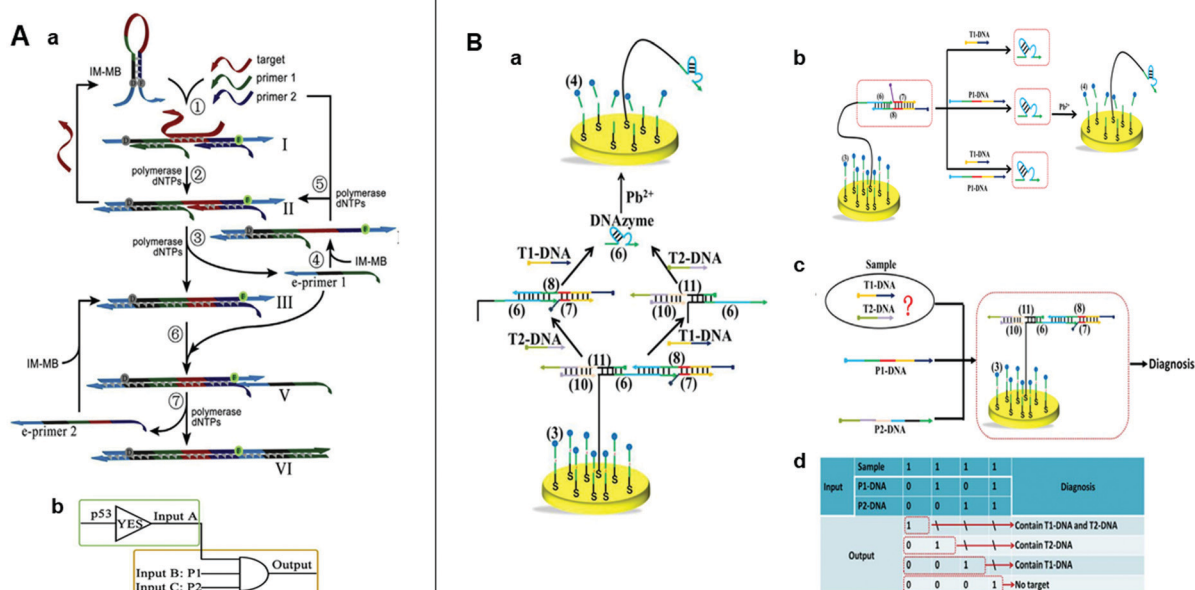 A
a
IM-MB
target
primer 1
primer 2
①
I
polymerase
dNTPs
②
⑤
polymerase
dNTPs
II
polymerase
dNTPs
③
④
IM-MB
e-primer 1
III
⑥
IM-MB
V
⑦
polymerase
dNTPs
e-primer 2
VI
b
p53
YES
Input A
Input B: P1
Input C: P2
Output
B
a
(4)
S S S S S S
Pb²⁺
DNAzyme
(6)
T1-DNA
T2-DNA
(8)
(6)
(7)
(11)
(10)
(6)
T2-DNA
T1-DNA
(11)
(8)
(10)
(6)
(7)
(3)
S S S S S S
b
(6)
(7)
(8)
(3)
T1-DNA
P1-DNA
T1-DNA
P1-DNA
Pb²⁺
(4)
c
Sample
T1-DNA
T2-DNA
?
P1-DNA
P2-DNA
(11)
(8)
(10)
(6)
(7)
(3)
Diagnosis
d
Input Sample 1 1 1 1 Diagnosis
P1-DNA 0 1 0 1
P2-DNA 0 0 1 1
Output 1 \ \ \ Contain T1-DNA and T2-DNA
0 1 \ \ Contain T2-DNA
0 0 1 \ Contain T1-DNA
0 0 0 1 No target